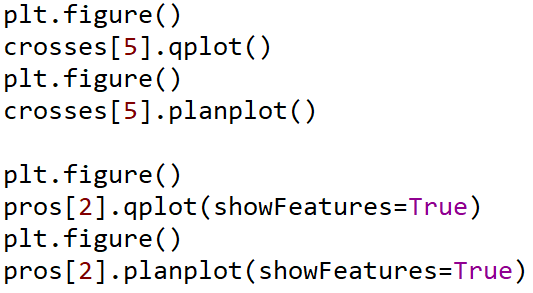 plt.figure()
crosses[5].qplot()
plt.figure()
crosses[5].planplot()

plt.figure()
pros[2].qplot(showFeatures=True)
plt.figure()
pros[2].planplot(showFeatures=True)